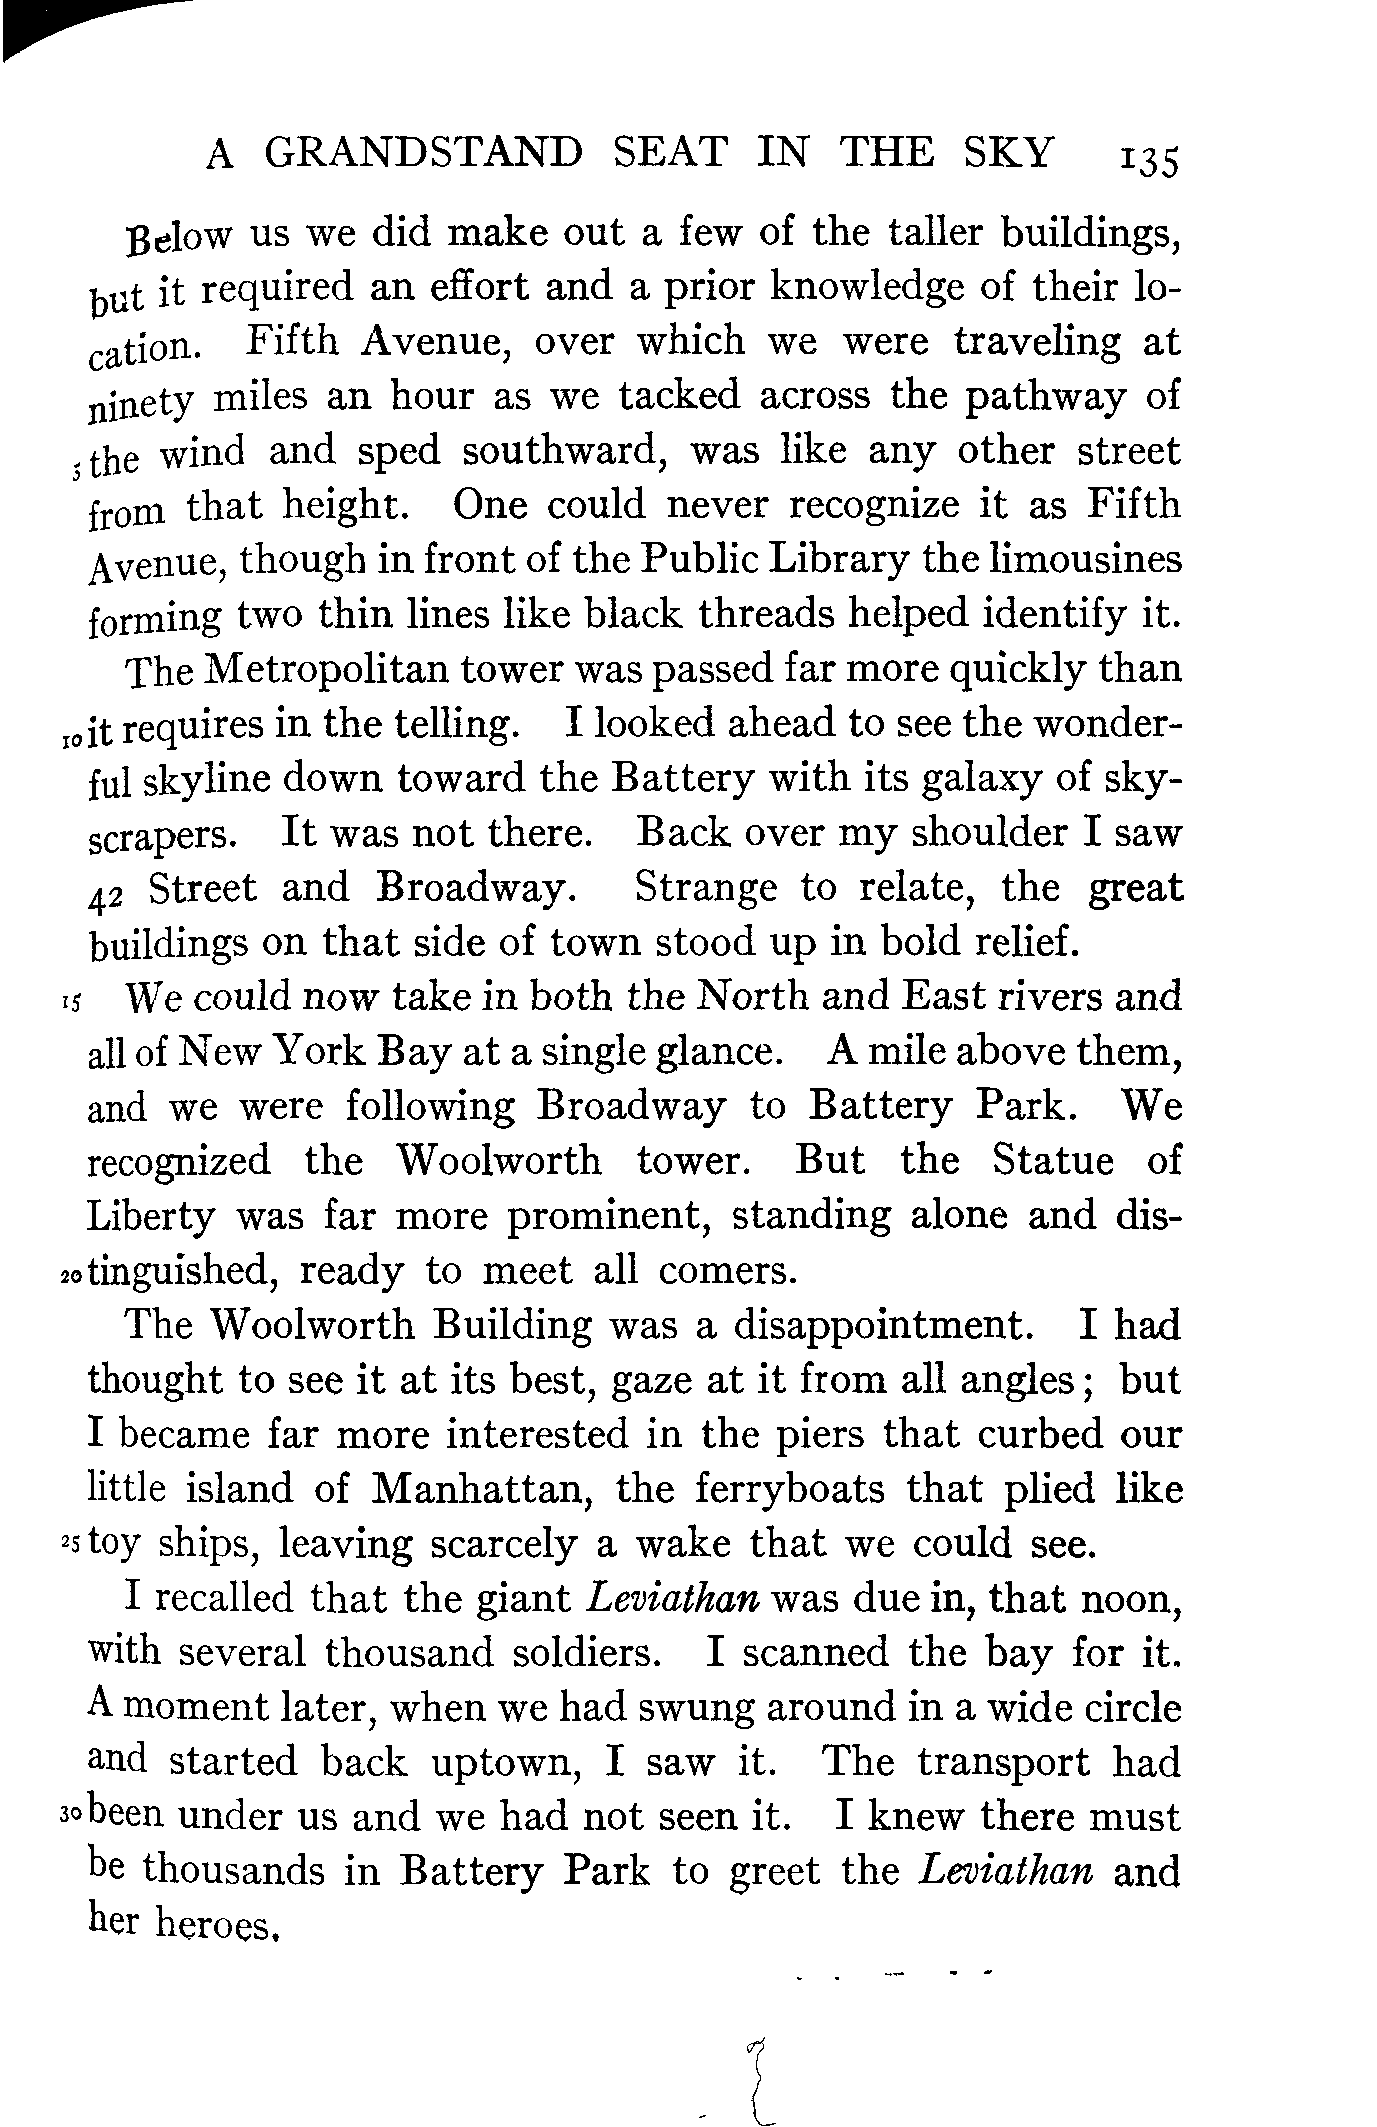 A GRANDSTAND SEAT IN THE SKY 135
Below us we did make out a few of the taller buildings,
but it required an effort and a prior knowledge of their lo-
cation. Fifth Avenue, over which we were traveling at
ninety miles an hour as we tacked across the pathway of
5 the wind and sped southward, was like any other street
from that height. One could never recognize it as Fifth
Avenue, though in front of the Public Library the limousines
forming two thin lines like black threads helped identify it.
The Metropolitan tower was passed far more quickly than
10 it requires in the telling. I looked ahead to see the wonder-
ful skyline down toward the Battery with its galaxy of sky-
scrapers. It was not there. Back over my shoulder I saw
42 Street and Broadway. Strange to relate, the great
buildings on that side of town stood up in bold relief.
15 We could now take in both the North and East rivers and
all of New York Bay at a single glance. A mile above them,
and we were following Broadway to Battery Park. We
recognized the Woolworth tower. But the Statue of
Liberty was far more prominent, standing alone and dis-
20 tinguished, ready to meet all comers.
The Woolworth Building was a disappointment. I had
thought to see it at its best, gaze at it from all angles; but
I became far more interested in the piers that curbed our
little island of Manhattan, the ferryboats that plied like
25 toy ships, leaving scarcely a wake that we could see.
I recalled that the giant Leviathan was due in, that noon,
with several thousand soldiers. I scanned the bay for it.
A moment later, when we had swung around in a wide circle
and started back uptown, I saw it. The transport had
30 been under us and we had not seen it. I knew there must
be thousands in Battery Park to greet the Leviathan and
her heroes.